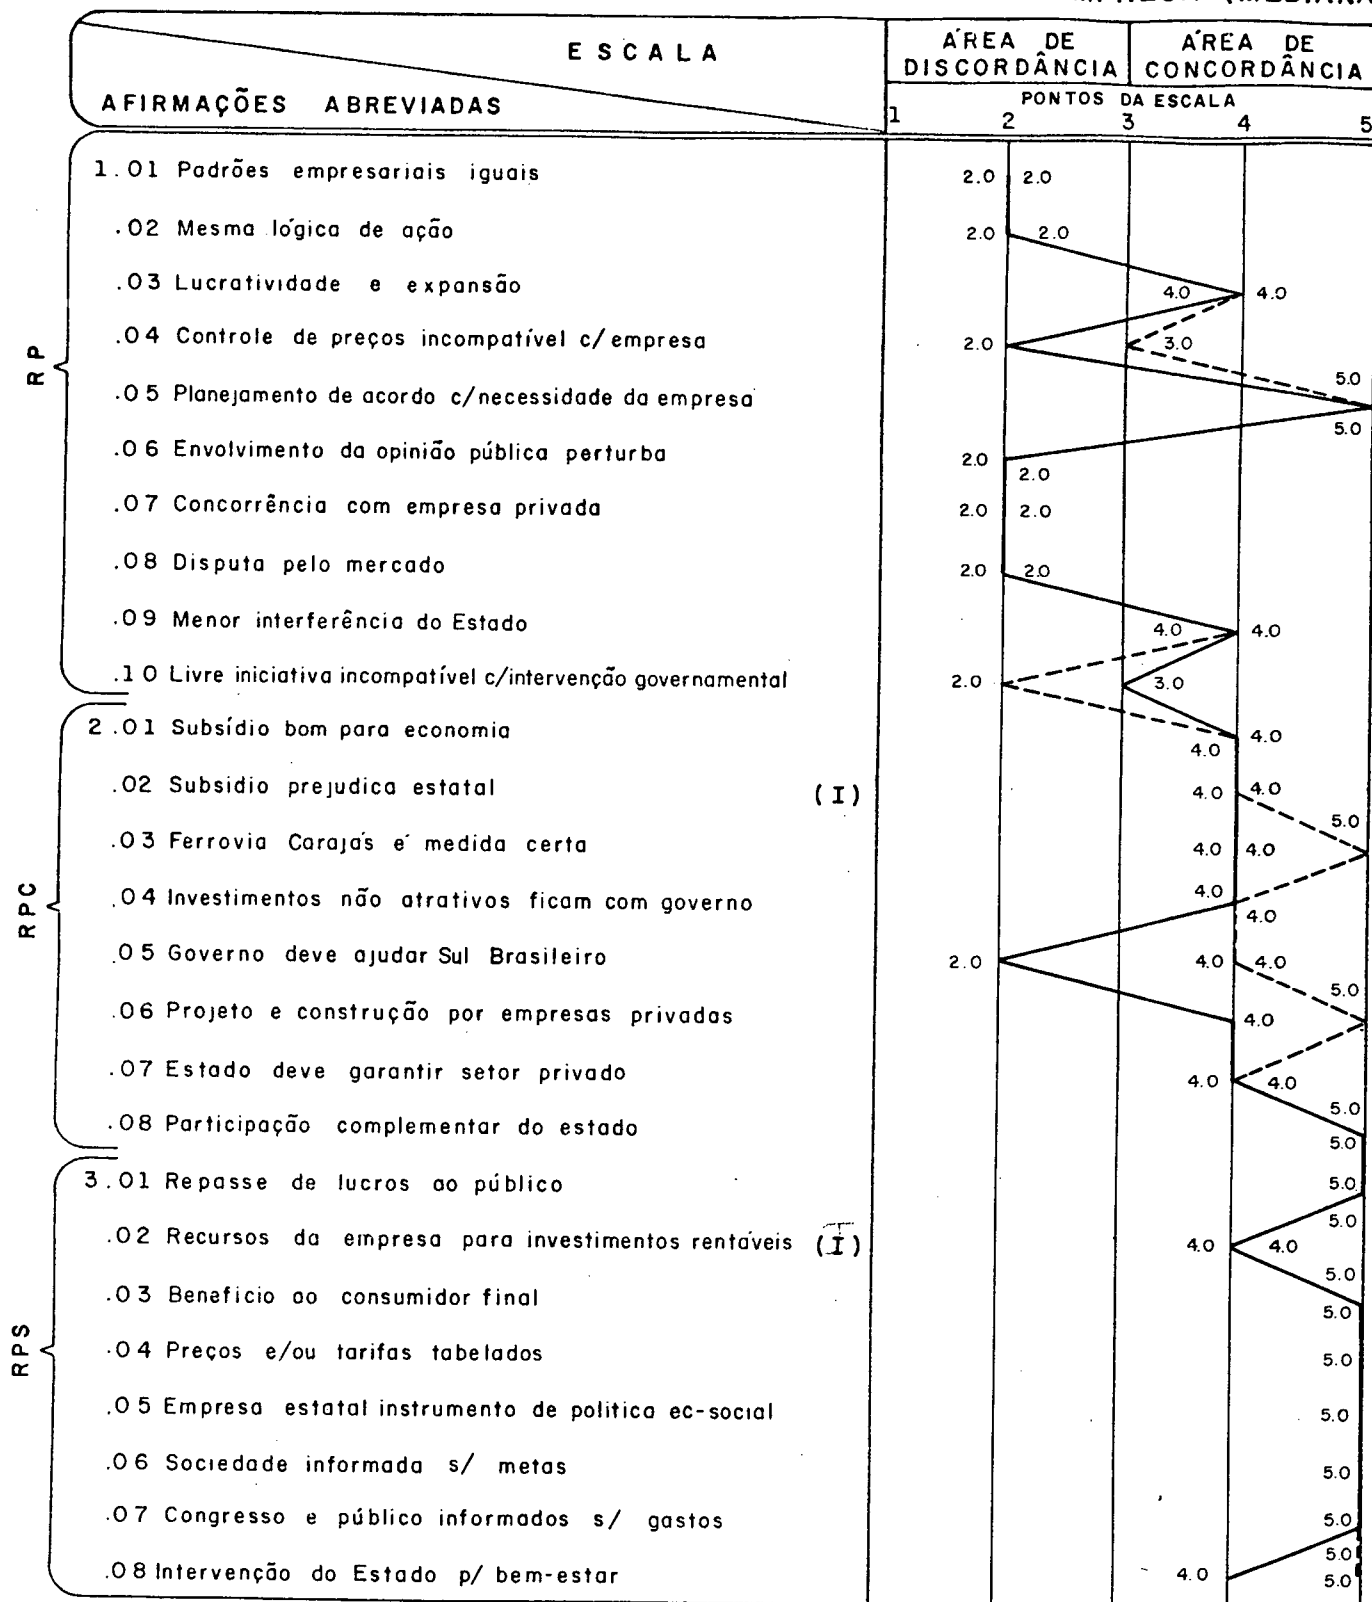 ESCALA
ÁREA DE DISCORDÂNCIA
ÁREA DE CONCORDÂNCIA
AFIRMAÇÕES ABREVIADAS
PONTOS DA ESCALA
1 2 3 4 5
RP
1.01 Padrões empresariais iguais 2.0 2.0
.02 Mesma lógica de ação 2.0 2.0
.03 Lucratividade e expansão 4.0 4.0
.04 Controle de preços incompatível c/empresa 2.0 3.0
5.0
.05 Planejamento de acordo c/necessidade da empresa
5.0
.06 Envolvimento da opinião pública perturba 2.0
2.0
.07 Concorrência com empresa privada 2.0 2.0
.08 Disputa pelo mercado 2.0 2.0
.09 Menor interferência do Estado 4.0 4.0
.10 Livre iniciativa incompatível c/intervenção governamental 2.0 3.0
RPC
2.01 Subsídio bom para economia 4.0 4.0
.02 Subsidio prejudica estatal (I) 4.0 4.0
5.0
.03 Ferrovia Carajás é medida certa 4.0 4.0
.04 Investimentos não atrativos ficam com governo 4.0
4.0
.05 Governo deve ajudar Sul Brasileiro 2.0 4.0 4.0
5.0
.06 Projeto e construção por empresas privadas 4.0
.07 Estado deve garantir setor privado 4.0 4.0
5.0
.08 Participação complementar do estado
5.0
RPS
3.01 Repasse de lucros ao público 5.0
5.0
.02 Recursos da empresa para investimentos rentáveis (I) 4.0 4.0
5.0
.03 Beneficio ao consumidor final
5.0
.04 Preços e/ou tarifas tabelados 5.0
.05 Empresa estatal instrumento de politica ec-social 5.0
.06 Sociedade informada s/ metas 5.0
.07 Congresso e público informados s/ gastos 5.0
5.0
.08 Intervenção do Estado p/ bem-estar 4.0 5.0